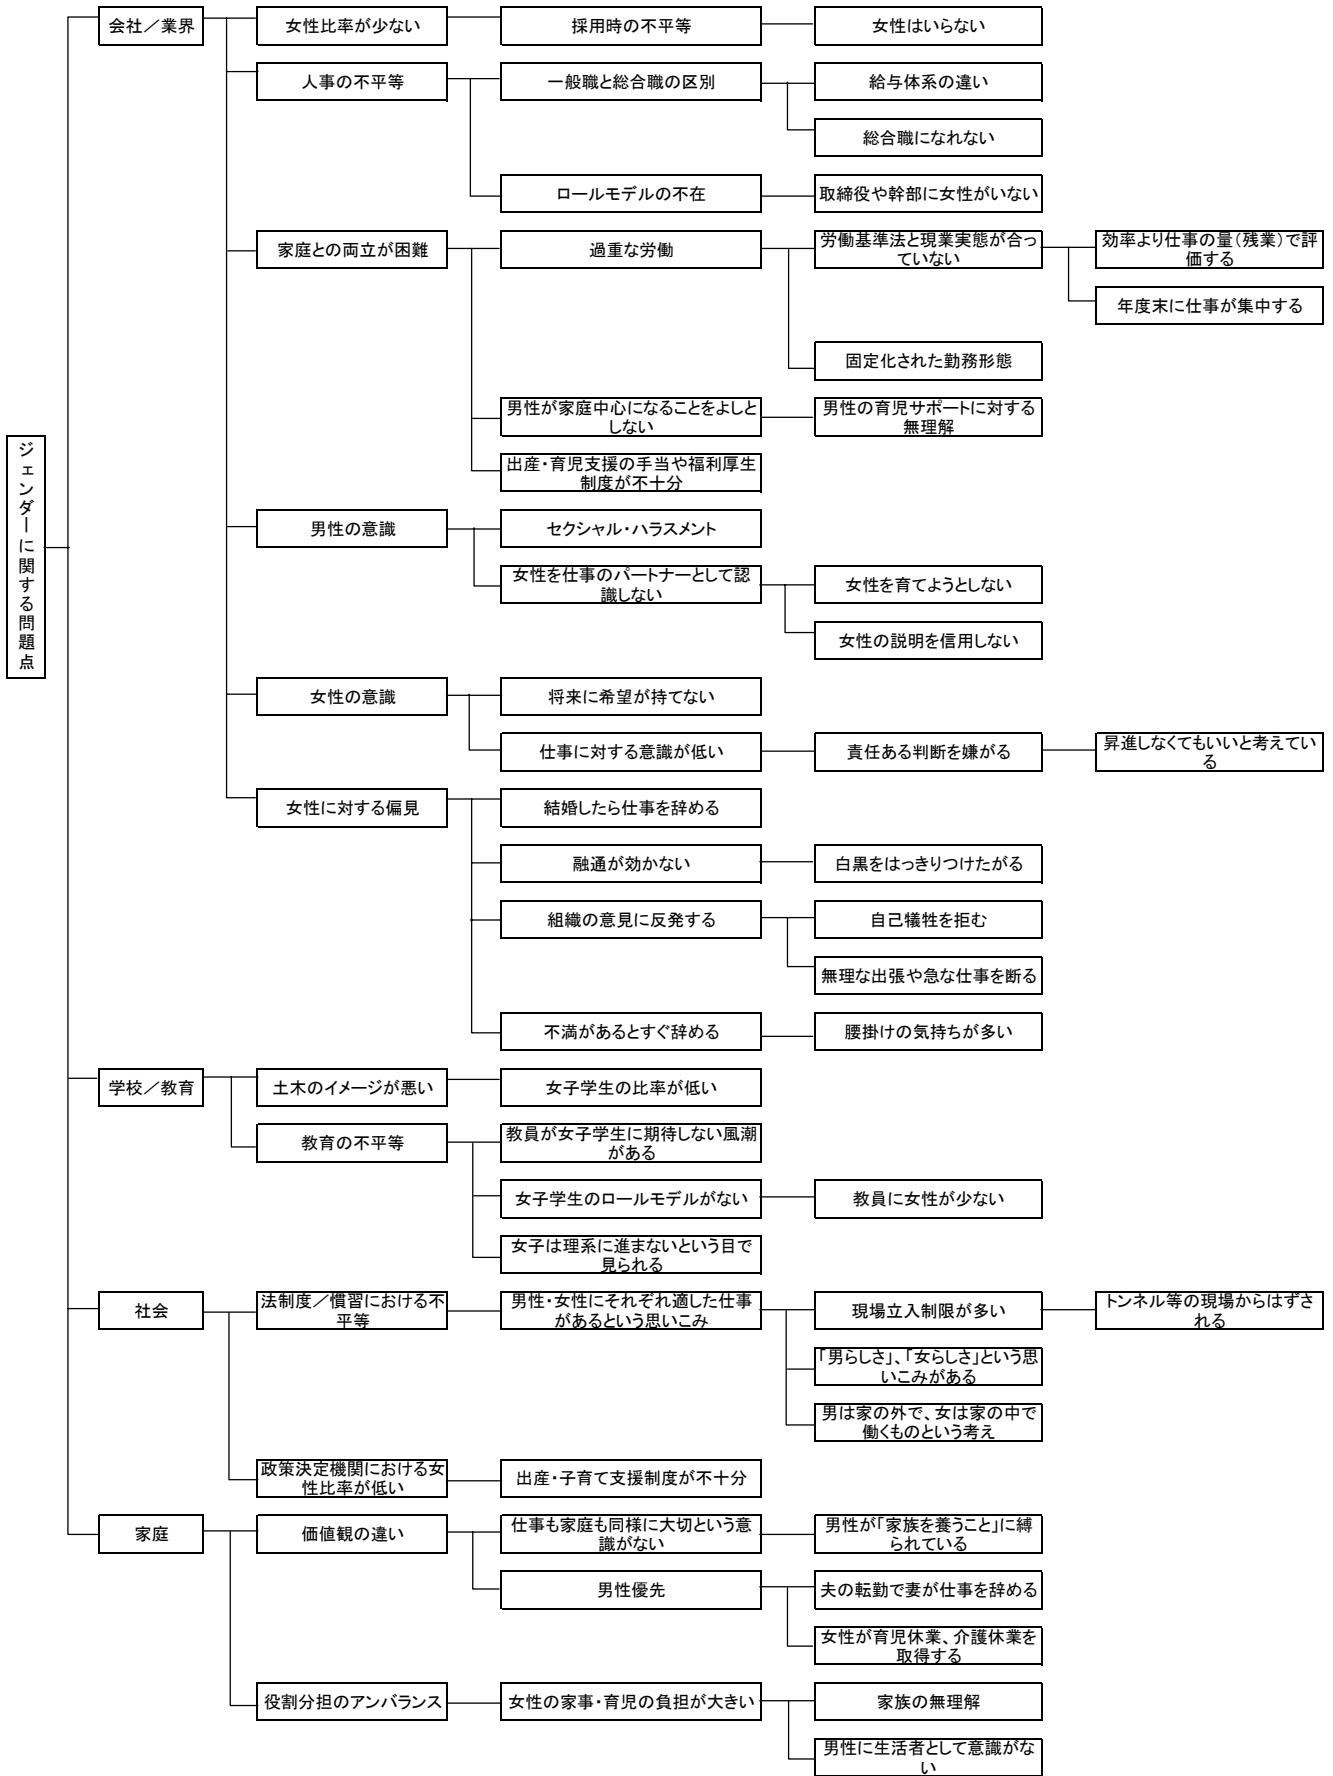 会社／業界
女性比率が少ない
採用時の不平等
女性はいらない
人事の不平等
一般職と総合職の区別
給与体系の違い
総合職になれない
ロールモデルの不在
取締役や幹部に女性がいない
家庭との両立が困難
過重な労働
労働基準法と現業実態が合っ
ていない
効率より仕事の量（残業）で評
価する
年度末に仕事が集中する
固定化された勤務形態
男性が家庭中心になることをよしと
しない
男性の育児サポートに対する
無理解
出産・育児支援の手当や福利厚生
制度が不十分
ジェンダーに関する問題点
男性の意識
セクシャル・ハラスメント
女性を仕事のパートナーとして認
識しない
女性を育てようとしない
女性の説明を信用しない
女性の意識
将来に希望が持てない
仕事に対する意識が低い
責任ある判断を嫌がる
昇進しなくてもいいと考えてい
る
女性に対する偏見
結婚したら仕事を辞める
融通が効かない
白黒をはっきりつけたがる
組織の意見に反発する
自己犠牲を拒む
無理な出張や急な仕事を断る
不満があるとすぐ辞める
腰掛けの気持ちが多い
学校／教育
土木のイメージが悪い
女子学生の比率が低い
教育の不平等
教員が女子学生に期待しない風潮
がある
女子学生のロールモデルがない
教員に女性が少ない
女子は理系に進まないという目で
見られる
社会
法制度／慣習における不
平等
男性・女性にそれぞれ適した仕事
があるという思いこみ
現場立入制限が多い
トンネル等の現場からはずさ
れる
「男らしさ」、「女らしさ」という思
いこみがある
男は家の外で、女は家の中で
働くものという考え
政策決定機関における女
性比率が低い
出産・子育て支援制度が不十分
家庭
価値観の違い
仕事も家庭も同様に大切という意
識がない
男性が「家族を養うこと」に縛
られている
男性優先
夫の転勤で妻が仕事を辞める
女性が育児休業、介護休業を
取得する
役割分担のアンバランス
女性の家事・育児の負担が大きい
家族の無理解
男性に生活者として意識がな
い